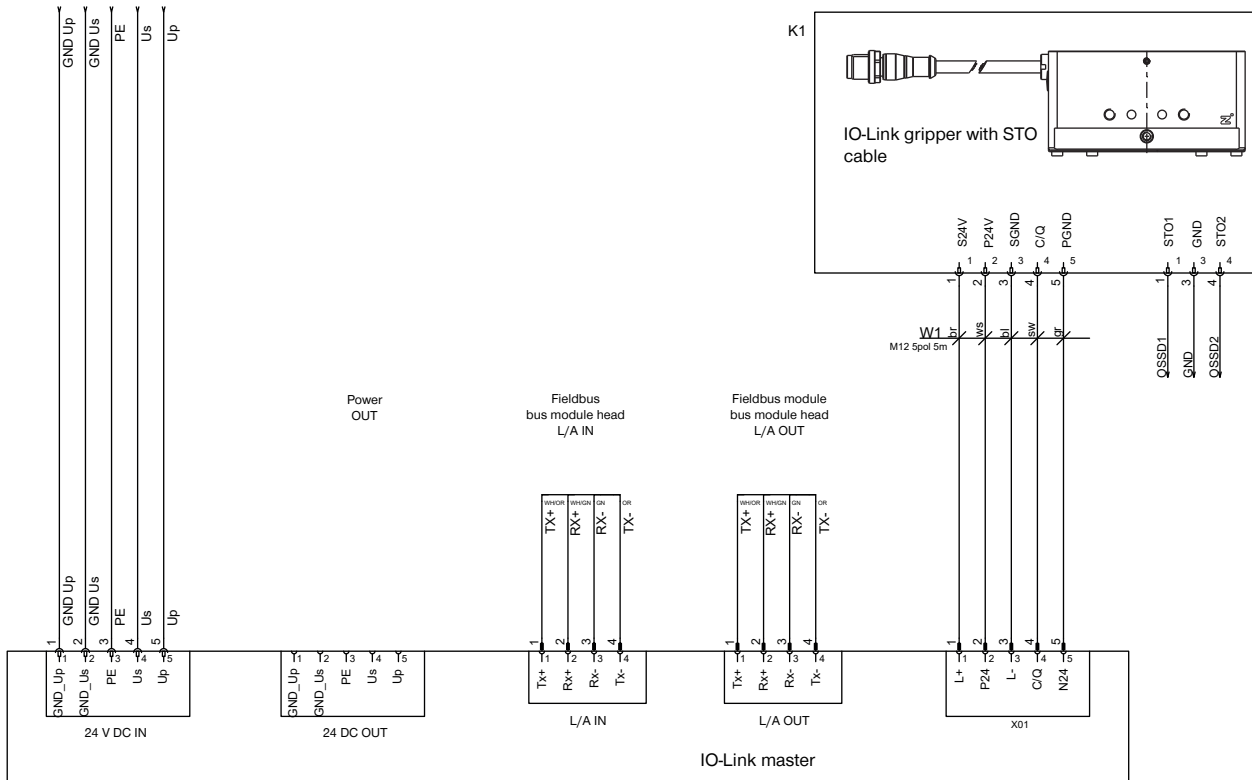 GND Up
GND Us
PE
Us
Up
K1
IO-Link gripper with STO
cable
S24V
P24V
SGND
C/Q
PGND
STO1
GND
STO2
1
2
3
4
5
1
3
4
1
2
3
4
5
1
3
4
W1
M12 5pol 5m
br
ws
bl
sw
gr
OSSD1
GND
OSSD2
Power
OUT
Fieldbus
bus module head
L/A IN
Fieldbus module
bus module head
L/A OUT
WH/OR
WH/GN
GN
OR
TX+
RX+
RX-
TX-
WH/OR
WH/GN
GN
OR
TX+
RX+
RX-
TX-
GND Up
GND Us
PE
Us
Up
1
2
3
4
5
1
2
3
4
1
2
3
4
1
2
3
4
5
1
2
3
4
5
1
2
3
4
5
1
2
3
4
1
2
3
4
1
2
3
4
5
GND_Up
GND_Us
PE
Us
Up
GND_Up
GND_Us
PE
Us
Up
Tx+
Rx+
Rx-
Tx-
Tx+
Rx+
Rx-
Tx-
L+
P24
L-
C/Q
N24
24 V DC IN
24 DC OUT
L/A IN
L/A OUT
X01
IO-Link master